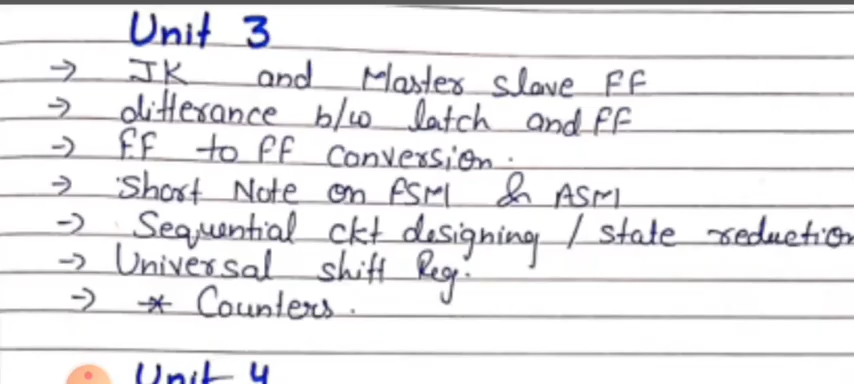 Unit 3
→ JK and Master slave FF
→ differance b/w latch and FF
→ FF to FF Conversion.
→ Short Note on FSM & ASM
→ Sequential ckt designing / state reduction
→ Universal shift Reg.
→ * Counters.
Unit 4